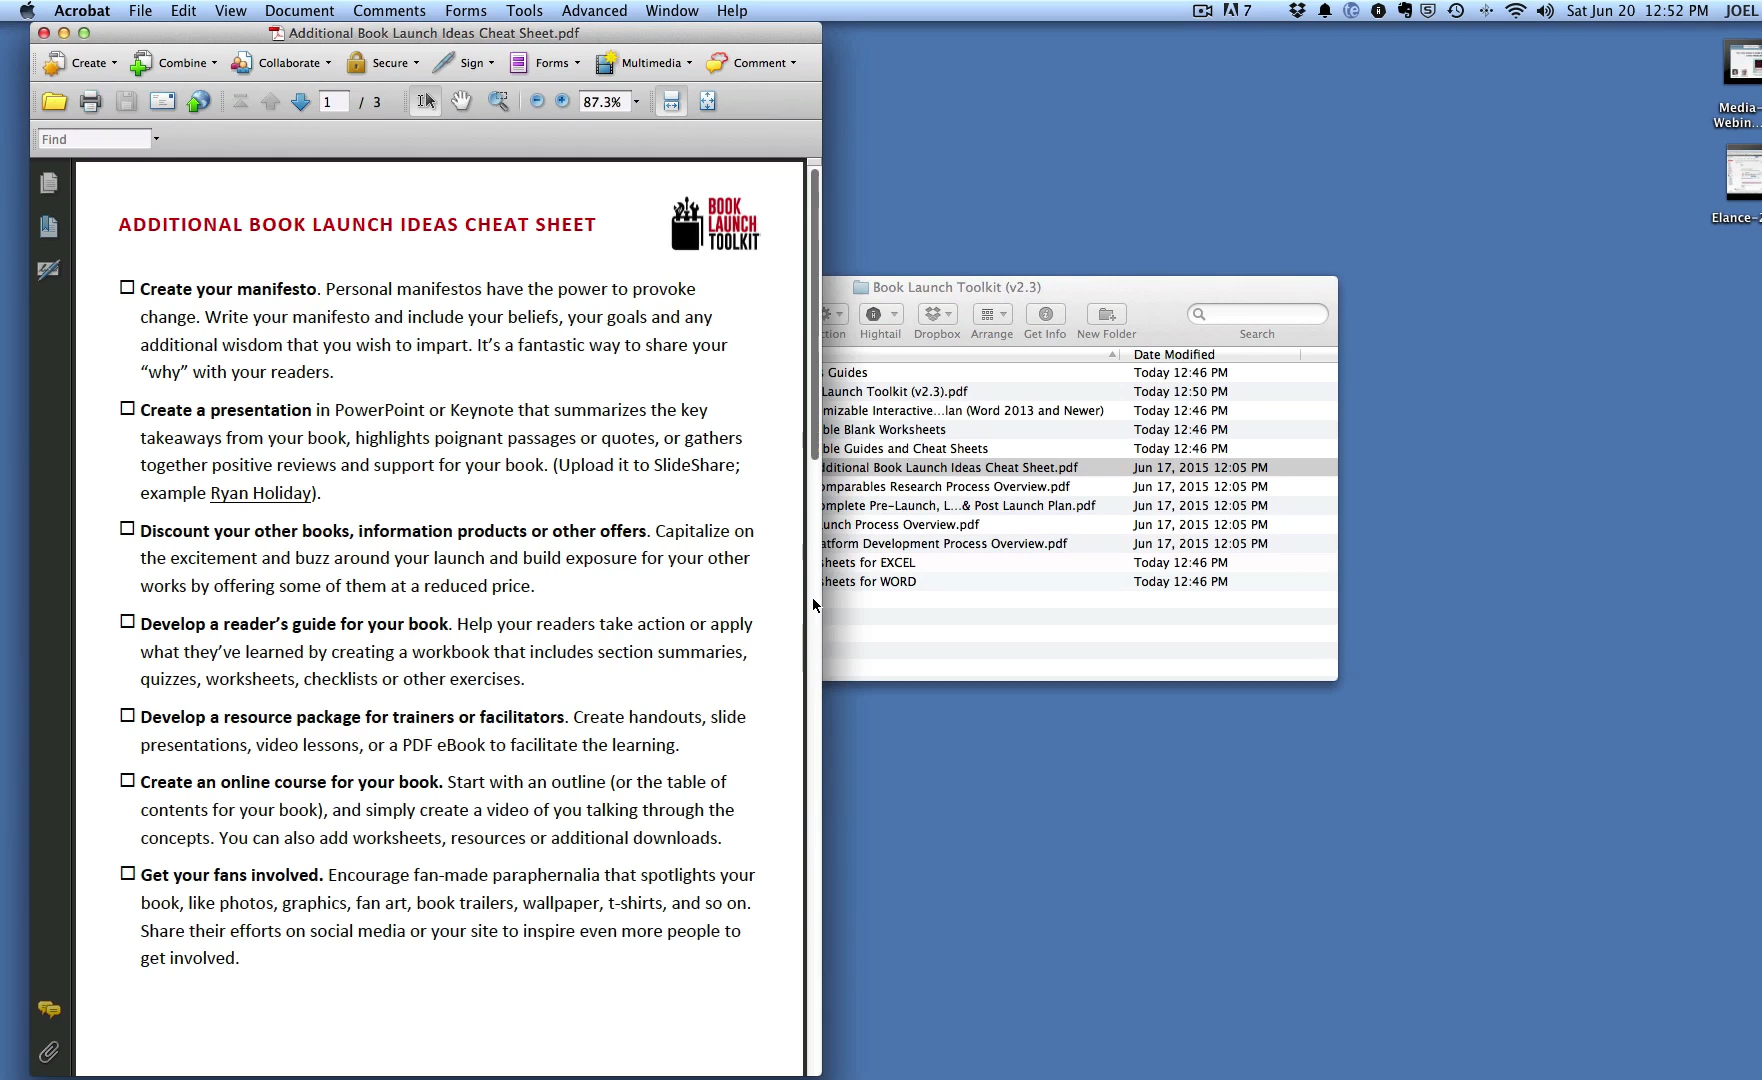 Acrobat File Edit View Document Comments Forms Tools Advanced Window Help
7 Sat Jun 20 12:52 PM JOEL
Additional Book Launch Ideas Cheat Sheet.pdf
Create Combine Collaborate Secure Sign Forms Multimedia Comment
1 / 3 87.3%
Find
ADDITIONAL BOOK LAUNCH IDEAS CHEAT SHEET
BOOK
LAUNCH
TOOLKIT
Create your manifesto. Personal manifestos have the power to provoke
change. Write your manifesto and include your beliefs, your goals and any
additional wisdom that you wish to impart. It’s a fantastic way to share your
“why” with your readers.
Create a presentation in PowerPoint or Keynote that summarizes the key
takeaways from your book, highlights poignant passages or quotes, or gathers
together positive reviews and support for your book. (Upload it to SlideShare;
example Ryan Holiday).
Discount your other books, information products or other offers. Capitalize on
the excitement and buzz around your launch and build exposure for your other
works by offering some of them at a reduced price.
Develop a reader’s guide for your book. Help your readers take action or apply
what they’ve learned by creating a workbook that includes section summaries,
quizzes, worksheets, checklists or other exercises.
Develop a resource package for trainers or facilitators. Create handouts, slide
presentations, video lessons, or a PDF eBook to facilitate the learning.
Create an online course for your book. Start with an outline (or the table of
contents for your book), and simply create a video of you talking through the
concepts. You can also add worksheets, resources or additional downloads.
Get your fans involved. Encourage fan-made paraphernalia that spotlights your
book, like photos, graphics, fan art, book trailers, wallpaper, t-shirts, and so on.
Share their efforts on social media or your site to inspire even more people to
get involved.
Book Launch Toolkit (v2.3)
ction Hightail Dropbox Arrange Get Info New Folder Search
Date Modified
s Guides Today 12:46 PM
Launch Toolkit (v2.3).pdf Today 12:50 PM
mizable Interactive...lan (Word 2013 and Newer) Today 12:46 PM
ble Blank Worksheets Today 12:46 PM
ble Guides and Cheat Sheets Today 12:46 PM
dditional Book Launch Ideas Cheat Sheet.pdf Jun 17, 2015 12:05 PM
omparables Research Process Overview.pdf Jun 17, 2015 12:05 PM
omplete Pre-Launch, L...& Post Launch Plan.pdf Jun 17, 2015 12:05 PM
unch Process Overview.pdf Jun 17, 2015 12:05 PM
atform Development Process Overview.pdf Jun 17, 2015 12:05 PM
sheets for EXCEL Today 12:46 PM
sheets for WORD Today 12:46 PM
Media-
Webin...
Elance-2